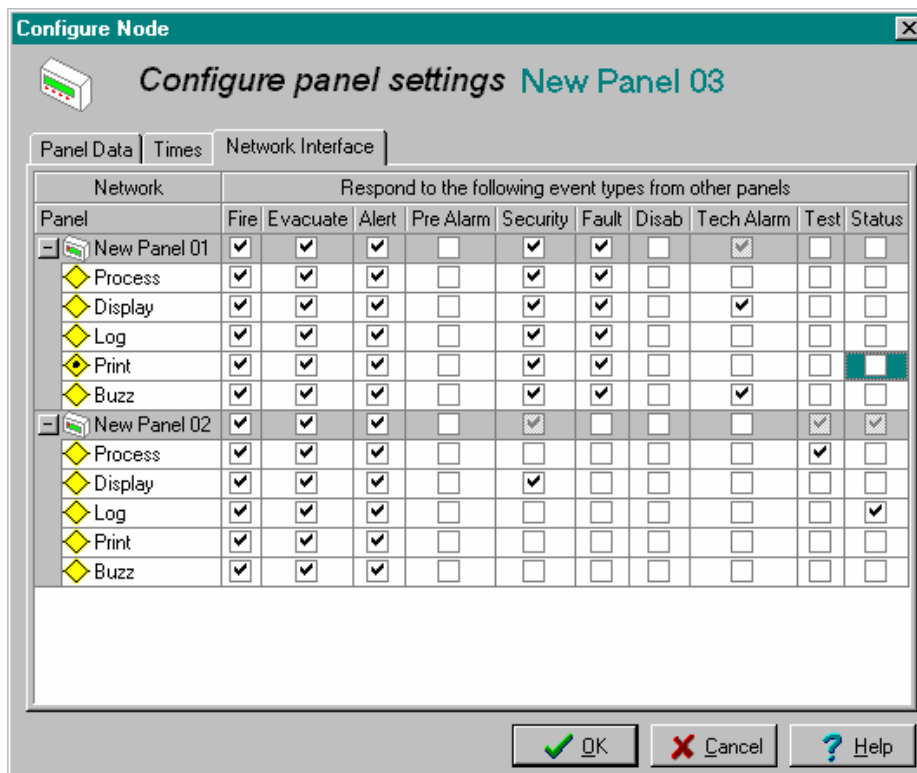 Configure Node
Configure panel settings New Panel 03
Panel Data Times Network Interface
Network Respond to the following event types from other panels
Panel Fire Evacuate Alert Pre Alarm Security Fault Disab Tech Alarm Test Status
New Panel 01
Process
Display
Log
Print
Buzz
New Panel 02
Process
Display
Log
Print
Buzz
OK Cancel Help